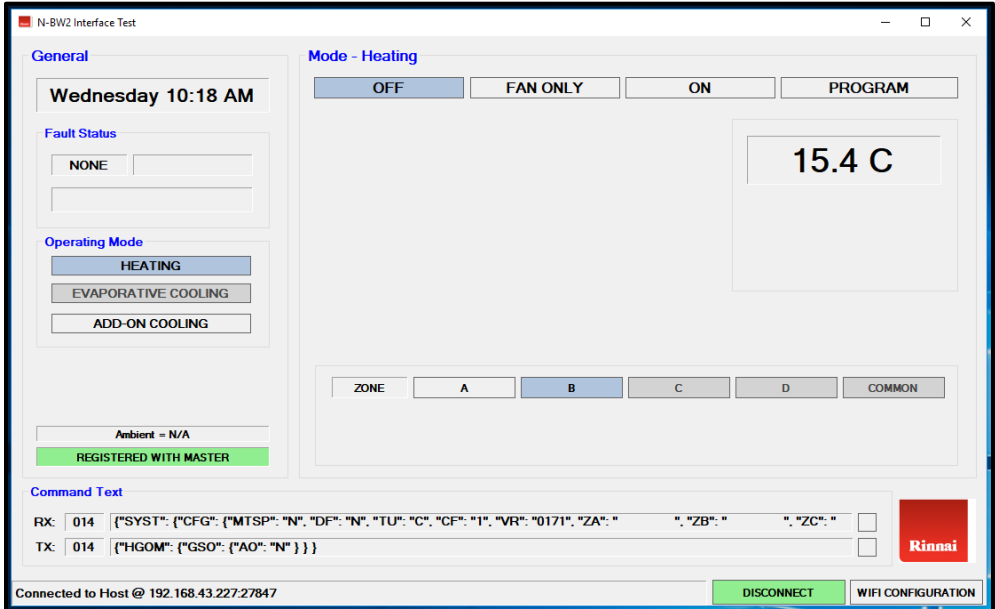 N-BW2 Interface Test
General
Wednesday 10:18 AM
Fault Status
NONE
Operating Mode
HEATING
EVAPORATIVE COOLING
ADD-ON COOLING
Ambient = N/A
REGISTERED WITH MASTER
Mode - Heating
OFF FAN ONLY ON PROGRAM
15.4 C
ZONE A B C D COMMON
Command Text
RX: 014 {"SYST": {"CFG": {"MTSP": "N", "DF": "N", "TU": "C", "CF": "1", "VR": "0171", "ZA": " ", "ZB": " ", "ZC": "
TX: 014 {"HGOM": {"GSO": {"AO": "N" } } }
Rinnai
Connected to Host @ 192.168.43.227:27847
DISCONNECT WIFI CONFIGURATION